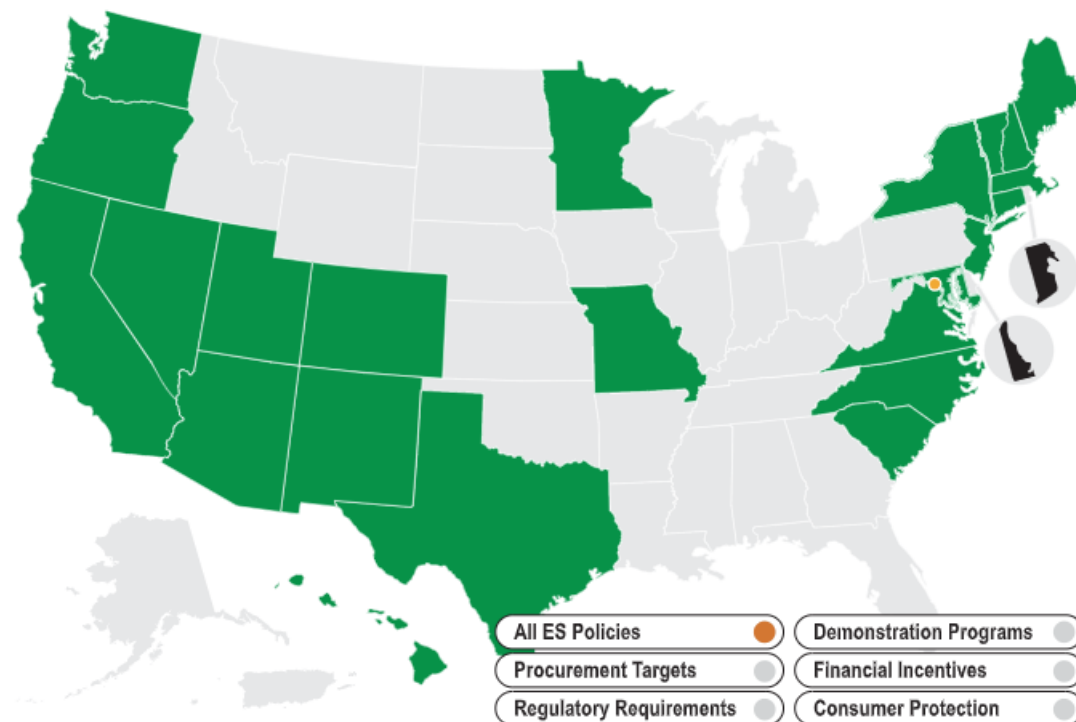 All ES Policies
Demonstration Programs
Procurement Targets
Financial Incentives
Regulatory Requirements
Consumer Protection